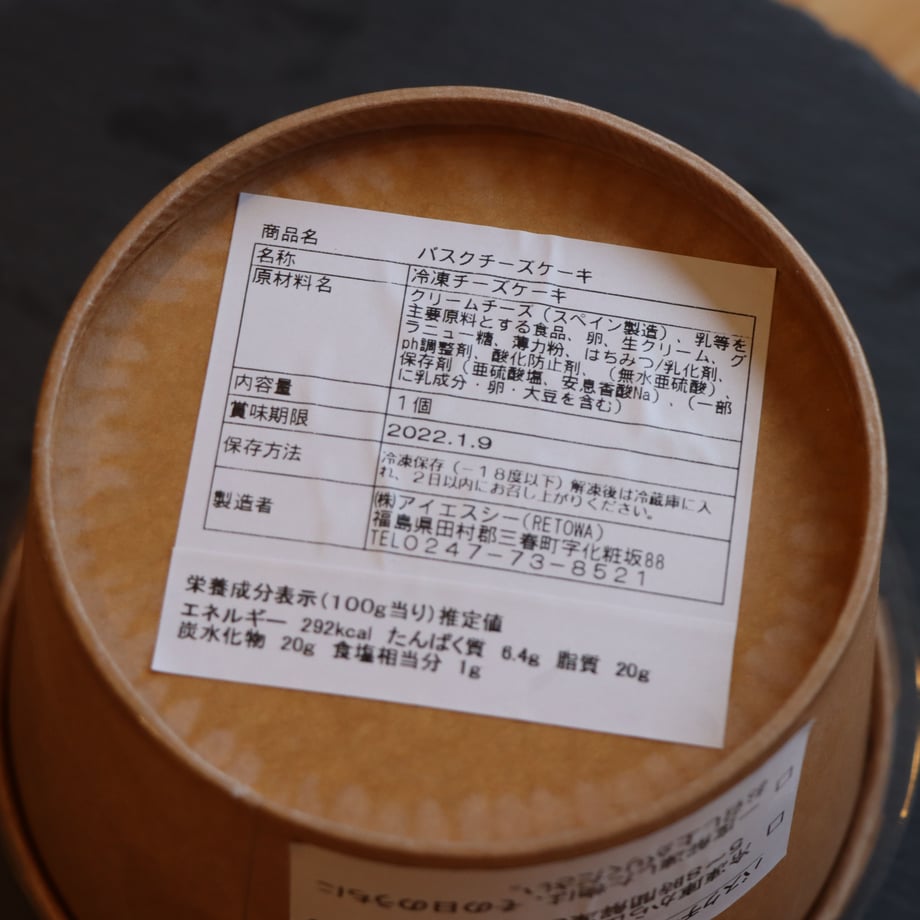 商品名 バスクチーズケーキ
名称 冷凍チーズケーキ
原材料名 クリームチーズ（スペイン製造）、乳等を
主要原料とする食品、卵、生クリーム、グ
ラニュー糖、薄力粉、はちみつ/乳化剤、
ph調整剤、酸化防止剤、（無水亜硫酸）、
保存剤（亜硫酸塩、安息香酸Na）、（一部
に乳成分・卵・大豆を含む）
内容量 1個
賞味期限 2022.1.9
保存方法 冷凍保存（－18度以下）解凍後は冷蔵庫に入
れ、2日以内にお召し上がりください。
製造者 ㈱アイエスシー(RETOWA)
福島県田村郡三春町字化粧坂88
TEL0247-73-8521
栄養成分表示(100g当り)推定値
エネルギー 292kcal たんぱく質 6.4g 脂質 20g
炭水化物 20g 食塩相当分 1g